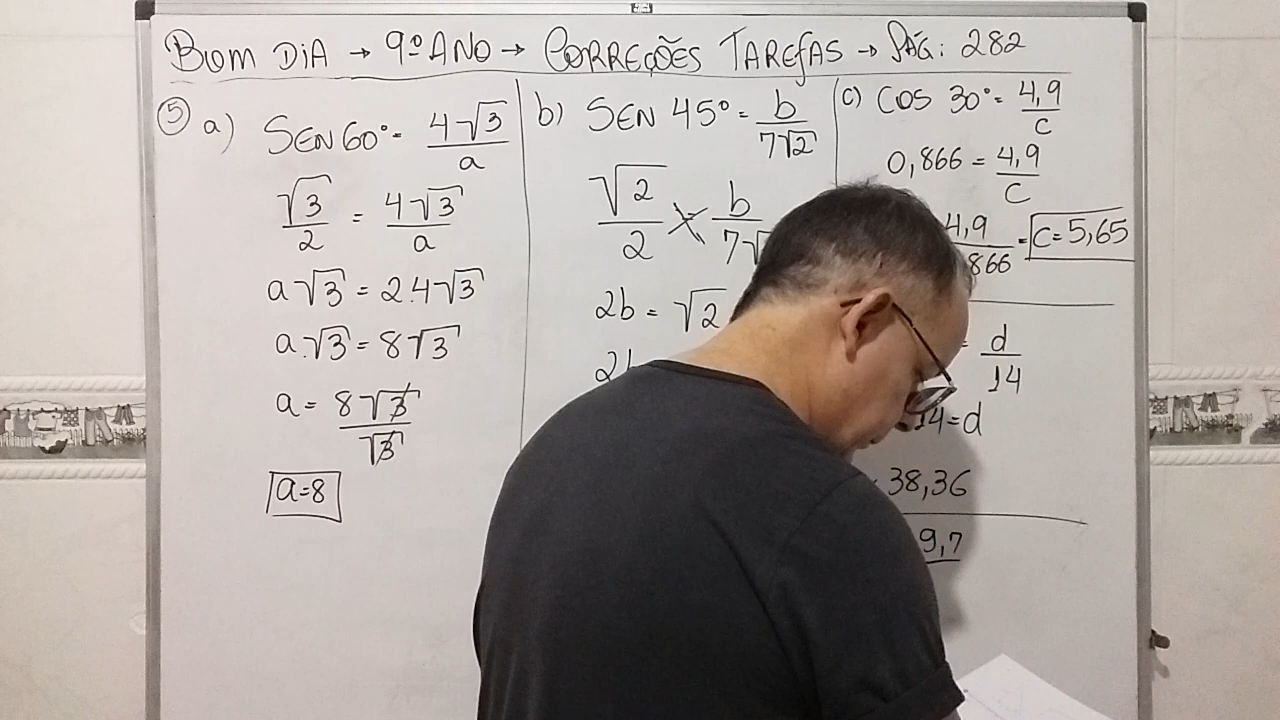 BOM DIA → 9º ANO → CORREÇÕES TAREFAS → PÁG: 282
5 a) SEN 60° = 4√3/a
√3/2 = 4√3/a
a√3 = 2.4√3
a.√3 = 8√3
a = 8√3/√3
a = 8
b) SEN 45° = b/7√2
√2/2 = b/7√
2b = √2
c) COS 30° = 4,9/C
0,866 = 4,9/C
4,9/866 = C = 5,65
= d/14
14 = d
38,36
9,7